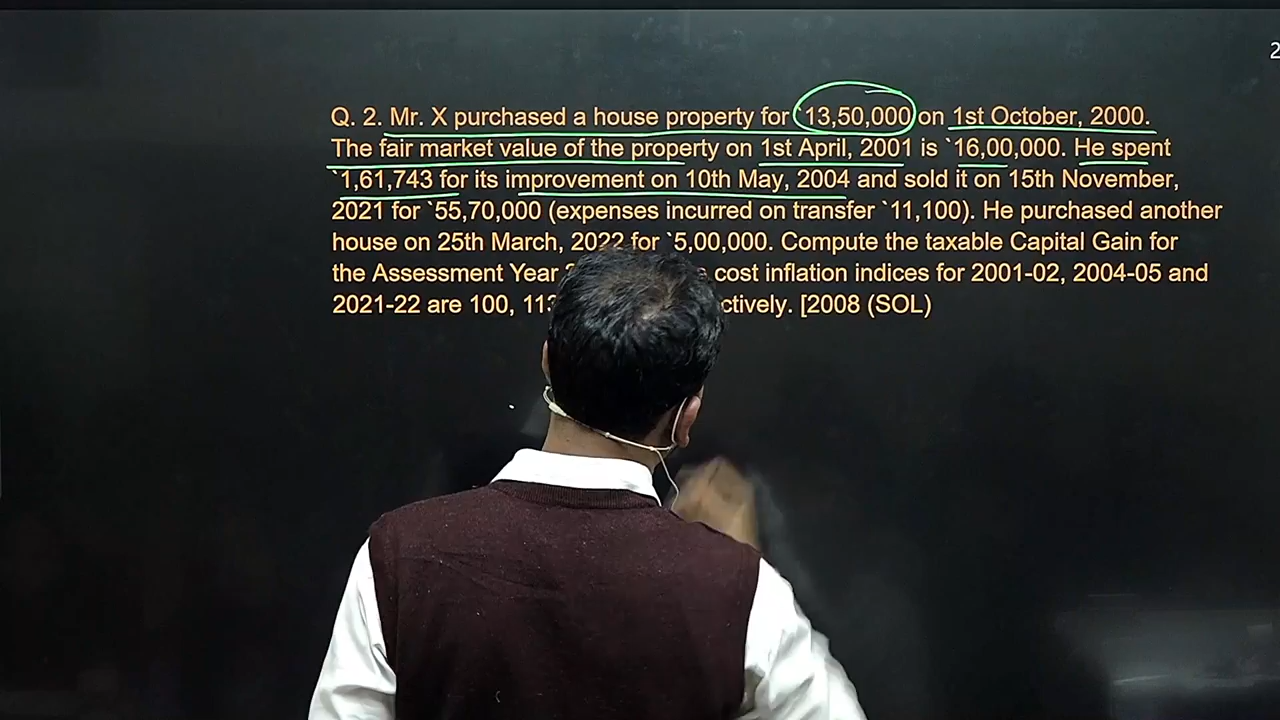 2
Q. 2. Mr. X purchased a house property for `13,50,000 on 1st October, 2000.
The fair market value of the property on 1st April, 2001 is `16,00,000. He spent
`1,61,743 for its improvement on 10th May, 2004 and sold it on 15th November,
2021 for `55,70,000 (expenses incurred on transfer `11,100). He purchased another
house on 25th March, 2022 for `5,00,000. Compute the taxable Capital Gain for
the Assessment Year cost inflation indices for 2001-02, 2004-05 and
2021-22 are 100, 113 [2008 (SOL)